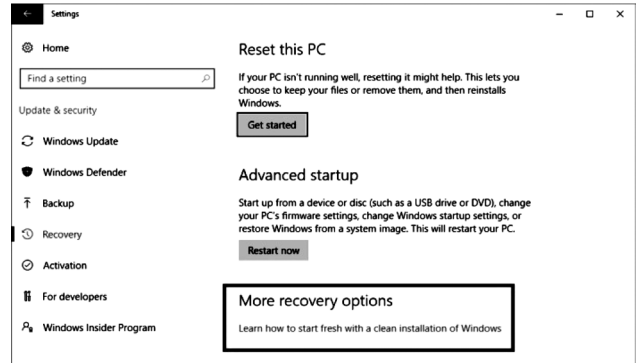 Settings
Home
Find a setting
Update & security
Windows Update
Windows Defender
Backup
Recovery
Activation
For developers
Windows Insider Program
Reset this PC
If your PC isn't running well, resetting it might help. This lets you
choose to keep your files or remove them, and then reinstalls
Windows.
Get started
Advanced startup
Start up from a device or disc (such as a USB drive or DVD), change
your PC's firmware settings, change Windows startup settings, or
restore Windows from a system image. This will restart your PC.
Restart now
More recovery options
Learn how to start fresh with a clean installation of Windows